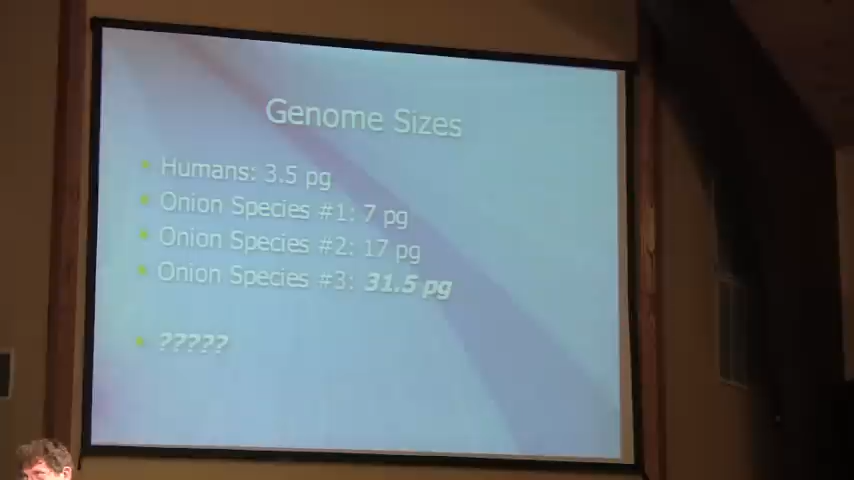 Genome Sizes
Humans: 3.5 pg
Onion Species #1: 7 pg
Onion Species #2: 17 pg
Onion Species #3: 31.5 pg
?????